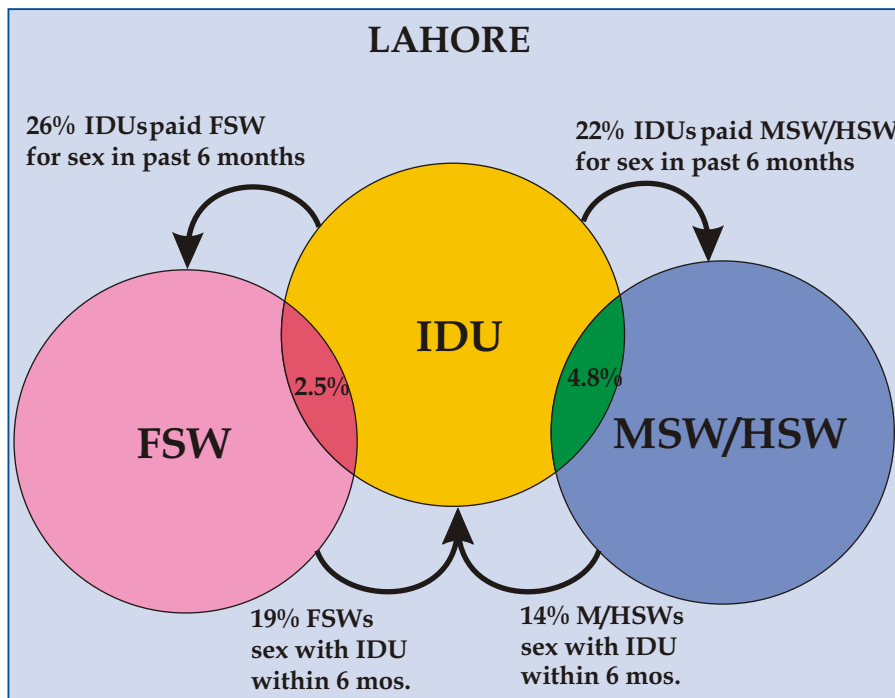 LAHORE
26% IDUs paid FSW
for sex in past 6 months
22% IDUs paid MSW/HSW
for sex in past 6 months
IDU
2.5%
4.8%
FSW
MSW/HSW
19% FSWs
sex with IDU
within 6 mos.
14% M/HSWs
sex with IDU
within 6 mos.